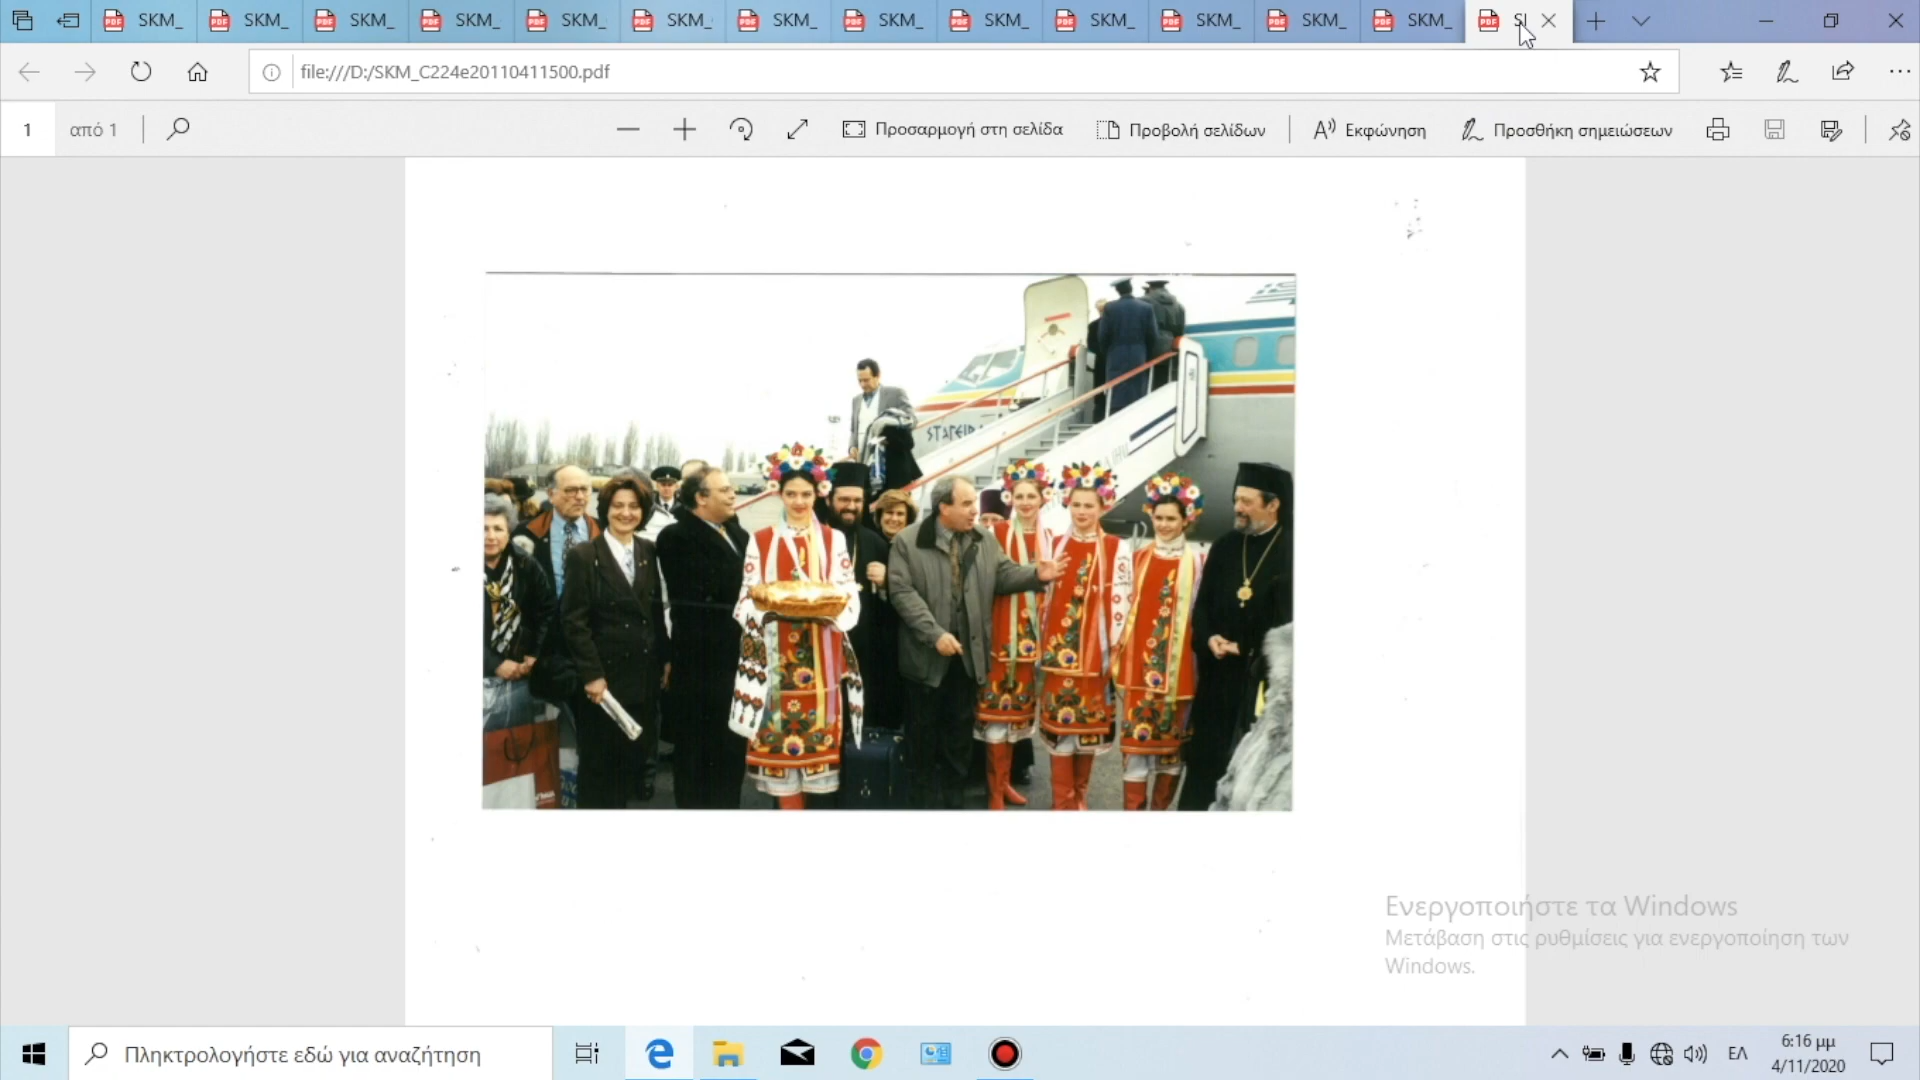 SKM_ SKM_ SKM_ SKM_ SKM_ SKM_ SKM_ SKM_ SKM_ SKM_ SKM_ SKM_ SKM_
file:///D:/SKM_C224e20110411500.pdf
1 από 1 Προσαρμογή στη σελίδα Προβολή σελίδων Εκφώνηση Προσθήκη σημειώσεων
Ενεργοποιήστε τα Windows
Μετάβαση στις ρυθμίσεις για ενεργοποίηση των
Windows.
Πληκτρολογήστε εδώ για αναζήτηση
ΕΛ
6:16 μμ
4/11/2020